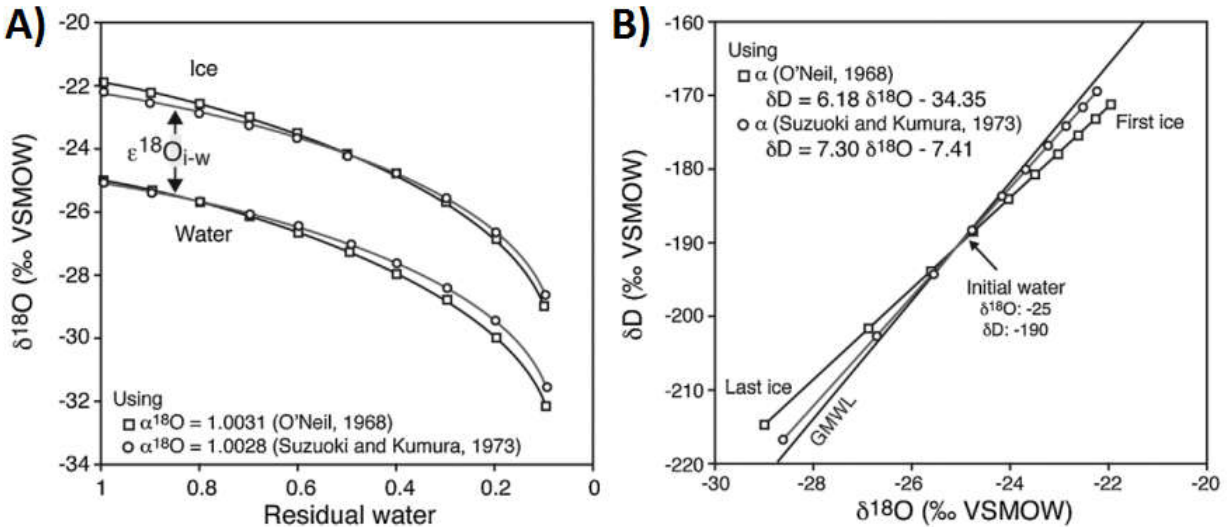 A)
-20
-22
-24
-26
-28
-30
-32
-34
δ18O (‰ VSMOW)
Ice
ε18Oi-w
Water
Using
α18O = 1.0031 (O'Neil, 1968)
α18O = 1.0028 (Suzuoki and Kumura, 1973)
1
0.8
0.6
0.4
0.2
0
Residual water
B)
-160
-170
-180
-190
-200
-210
-220
δD (‰ VSMOW)
Using
α (O'Neil, 1968)
δD = 6.18 δ18O - 34.35
α (Suzuoki and Kumura, 1973)
δD = 7.30 δ18O - 7.41
First ice
Initial water
δ18O: -25
δD: -190
Last ice
GMWL
-30
-28
-26
-24
-22
-20
δ18O (‰ VSMOW)